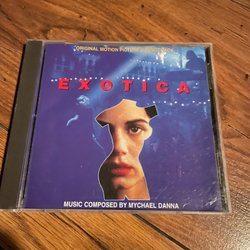 ORIGINAL MOTION PICTURE SOUNDTRACK
EXOTICA
MUSIC COMPOSED BY MYCHAEL DANNA